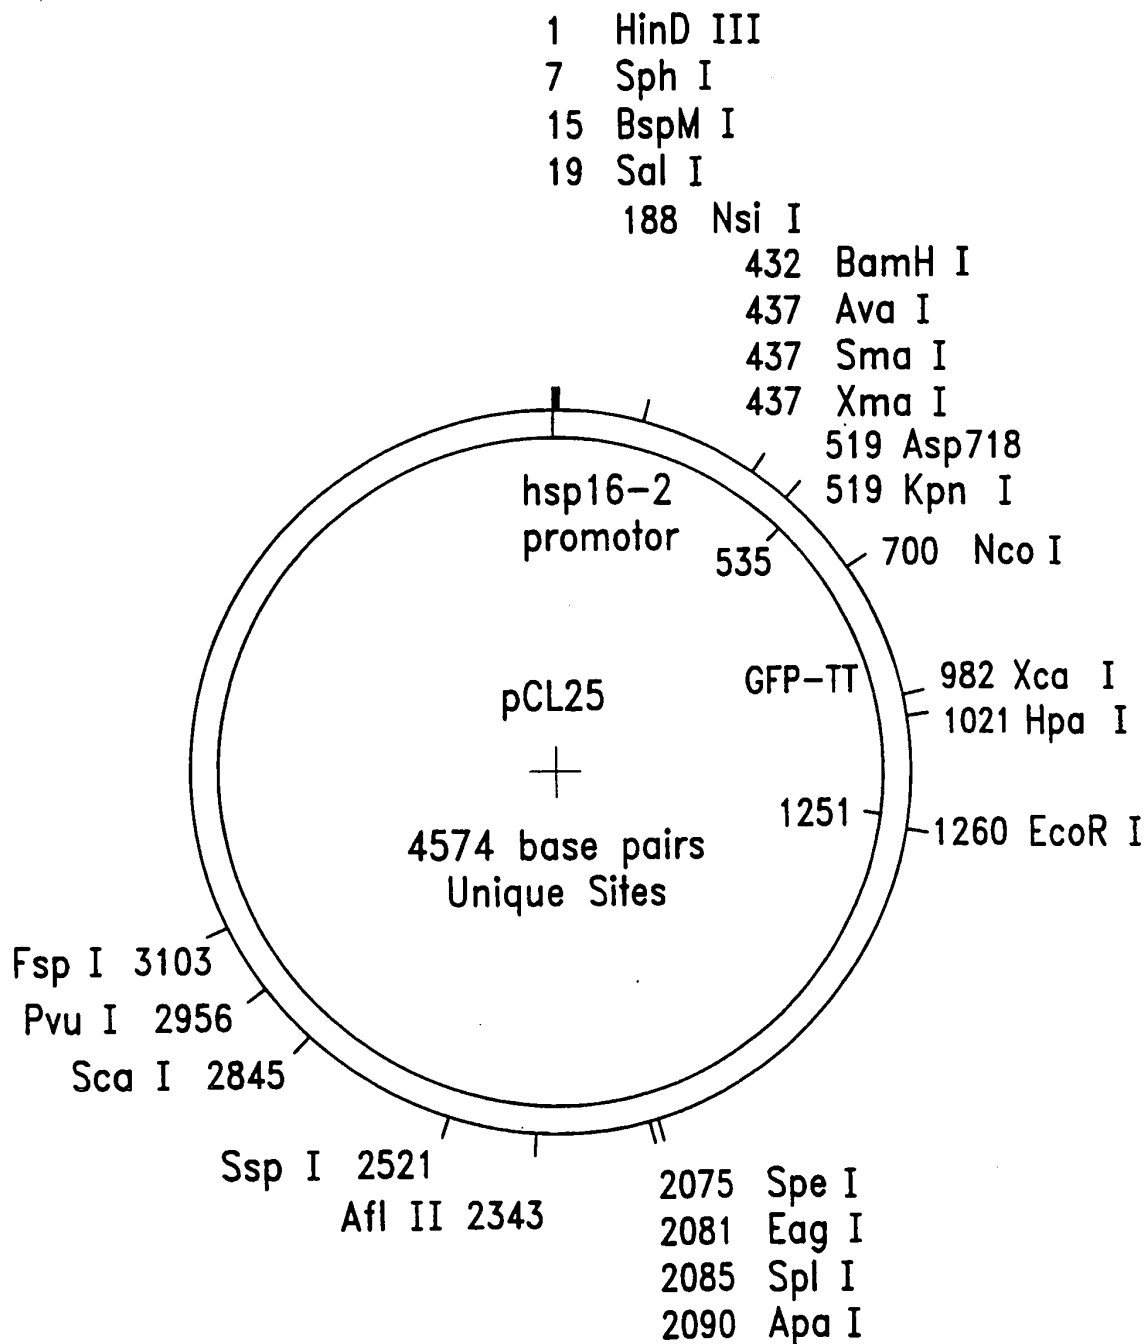 1 HinD III
7 Sph I
15 BspM I
19 Sal I
188 Nsi I
432 BamH I
437 Ava I
437 Sma I
437 Xma I
519 Asp718
519 Kpn I
hsp16-2
promotor
535
700 Nco I
GFP-TT
982 Xca I
1021 Hpa I
pCL25
1251
1260 EcoR I
4574 base pairs
Unique Sites
Fsp I 3103
Pvu I 2956
Sca I 2845
Ssp I 2521
Afl II 2343
2075 Spe I
2081 Eag I
2085 Spl I
2090 Apa I